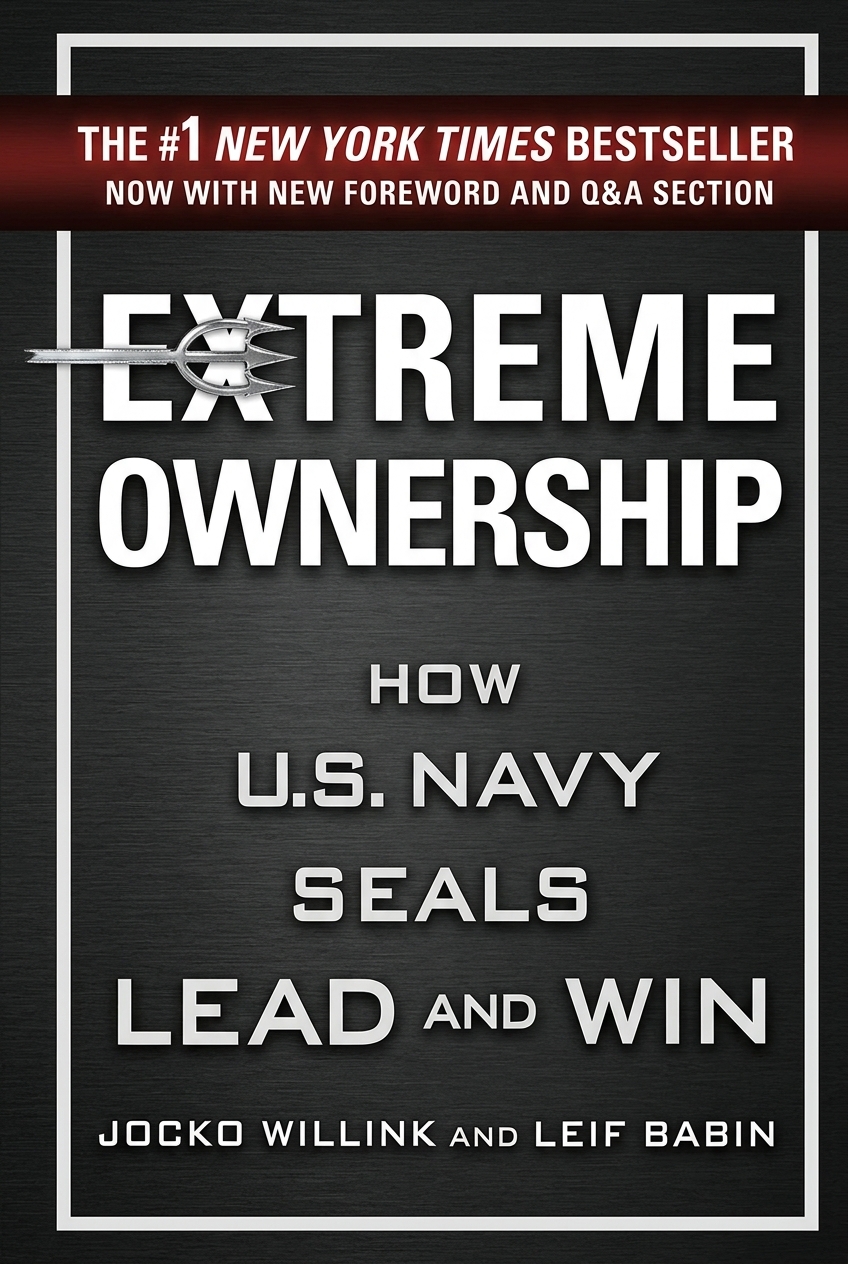 THE #1 NEW YORK TIMES BESTSELLER
NOW WITH NEW FOREWORD AND Q&A SECTION
EXTREME
OWNERSHIP
HOW
U.S. NAVY
SEALS
LEAD AND WIN
JOCKO WILLINK AND LEIF BABIN